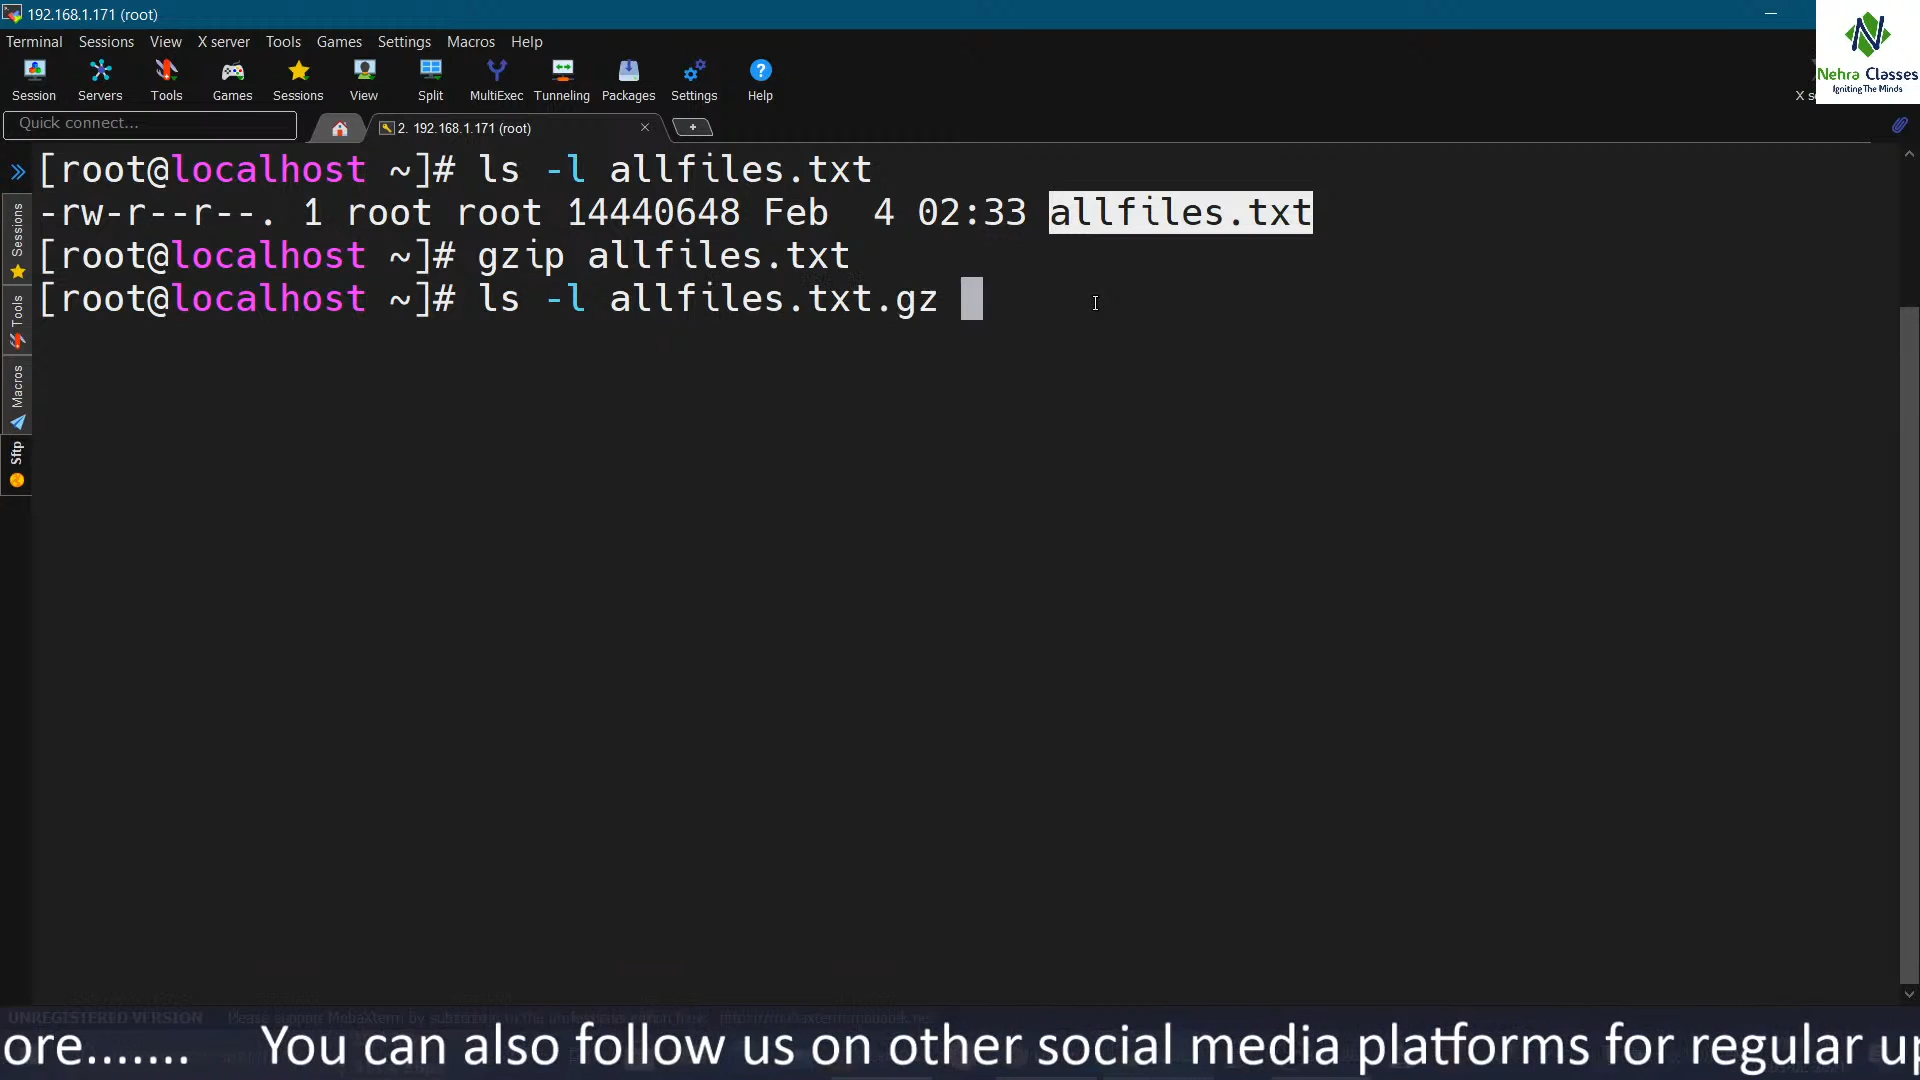 192.168.1.171 (root)
Terminal Sessions View X server Tools Games Settings Macros Help
Session Servers Tools Games Sessions View Split MultiExec Tunneling Packages Settings Help
Nehra Classes
Igniting The Minds
Quick connect...
2. 192.168.1.171 (root)
[root@localhost ~]# ls -l allfiles.txt
-rw-r--r--. 1 root root 14440648 Feb  4 02:33 allfiles.txt
[root@localhost ~]# gzip allfiles.txt
[root@localhost ~]# ls -l allfiles.txt.gz
Sessions
Tools
Macros
Sftp
UNREGISTERED VERSION
ore....... You can also follow us on other social media platforms for regular up